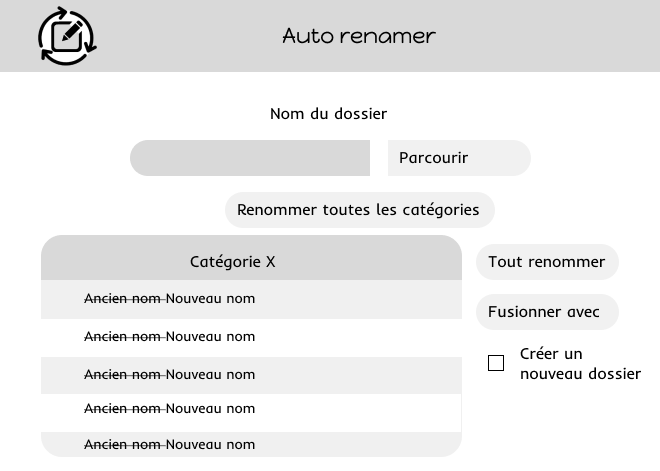 Auto renamer
Nom du dossier
Parcourir
Renommer toutes les catégories
Catégorie X
Tout renommer
Ancien nom Nouveau nom
Fusionner avec
Ancien nom Nouveau nom
Créer un
nouveau dossier
Ancien nom Nouveau nom
Ancien nom Nouveau nom
Ancien nom Nouveau nom